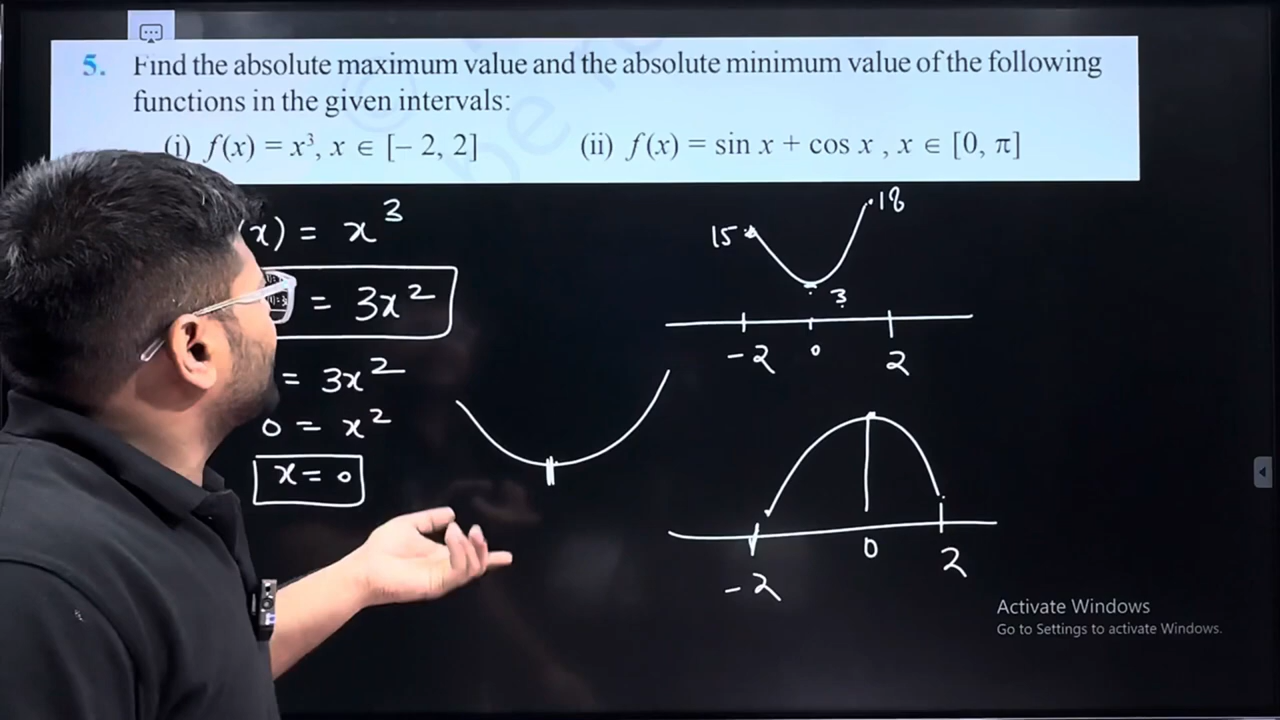 5. Find the absolute maximum value and the absolute minimum value of the following
functions in the given intervals:
(i) f(x) = x³, x ∈ [– 2, 2] (ii) f(x) = sin x + cos x , x ∈ [0, π]
(x) = x³
= 3x²
= 3x²
0 = x²
x = 0
15 18
3
-2 0 2
-2 0 2
Activate Windows
Go to Settings to activate Windows.